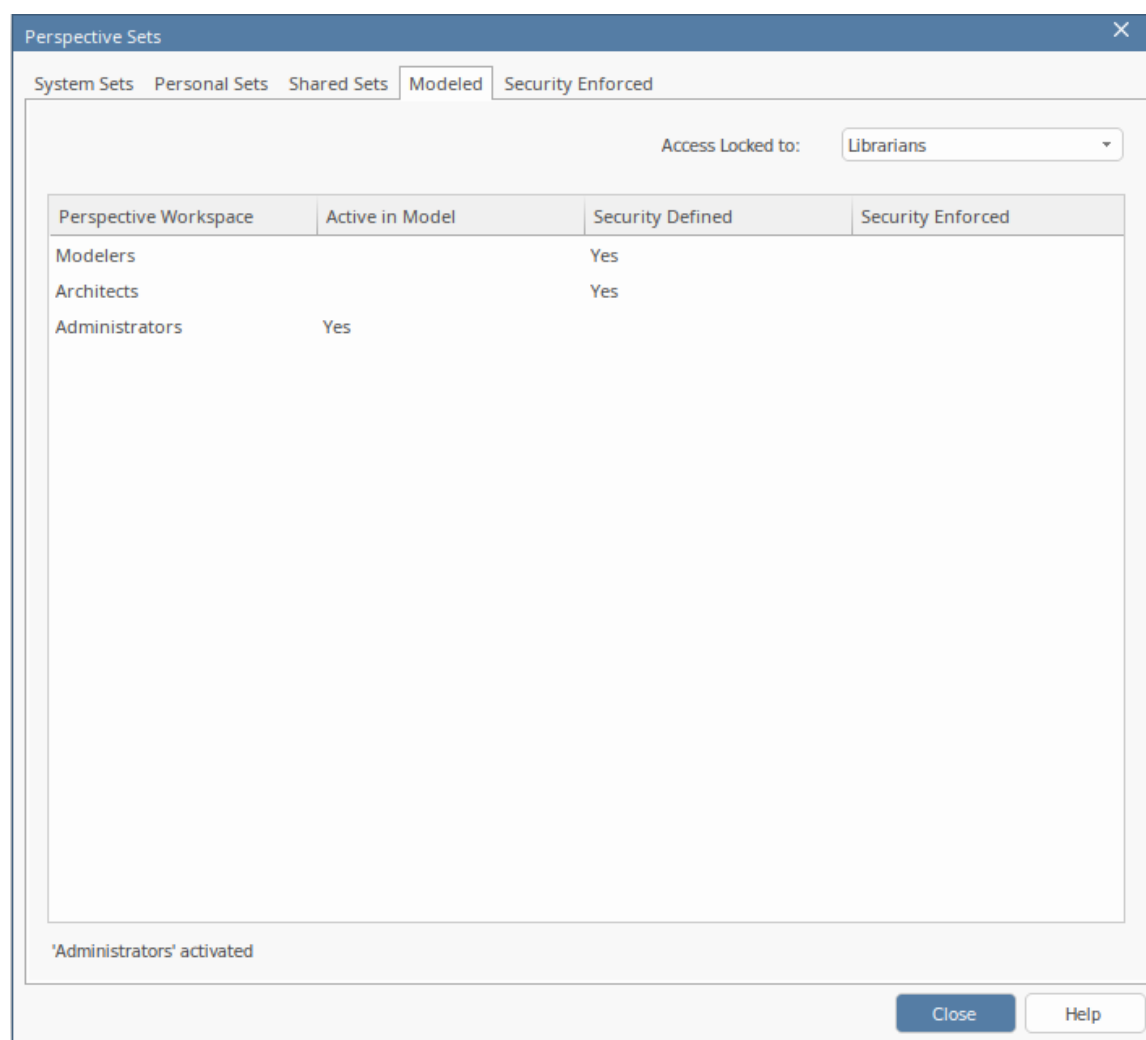 Perspective Sets
System Sets Personal Sets Shared Sets Modeled Security Enforced
Access Locked to: Librarians
Perspective Workspace Active in Model Security Defined Security Enforced
Modelers Yes
Architects Yes
Administrators Yes
'Administrators' activated
Close Help